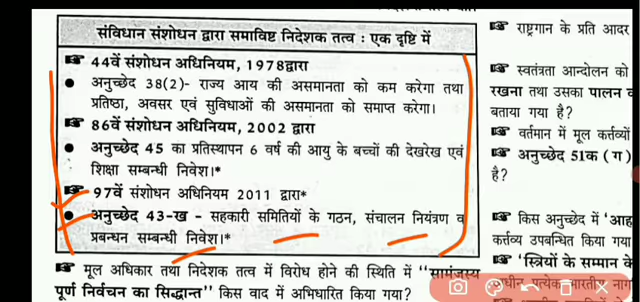 संविधान संशोधन द्वारा समाविष्ट निदेशक तत्व : एक दृष्टि में
44वें संशोधन अधिनियम, 1978द्वारा
अनुच्छेद 38(2)- राज्य आय की असमानता को कम करेगा तथा
प्रतिष्ठा, अवसर एवं सुविधाओं की असमानता को समाप्त करेगा।
86वें संशोधन अधिनियम, 2002 द्वारा
अनुच्छेद 45 का प्रतिस्थापन 6 वर्ष की आयु के बच्चों की देखरेख एवं
शिक्षा सम्बन्धी निवेश।*
97वें संशोधन अधिनियम 2011 द्वारा*
अनुच्छेद 43-ख - सहकारी समितियों के गठन, संचालन नियंत्रण व
प्रबन्धन सम्बन्धी निवेश।*
मूल अधिकार तथा निदेशक तत्व में विरोध होने की स्थिति में "सामंजस्य
पूर्ण निर्वचन का सिद्धान्त" किस वाद में अभिधारित किया गया?
राष्ट्रगान के प्रति आदर
स्वतंत्रता आन्दोलन को
रखना तथा उसका पालन व
बताया गया है?
वर्तमान में मूल कर्त्तव्यों
अनुच्छेद 51क (ग)
है?
किस अनुच्छेद में 'आह
कर्त्तव्य उपबन्धित किया गया
'स्त्रियों के सम्मान के
प्रत्येक भारतीय नाग